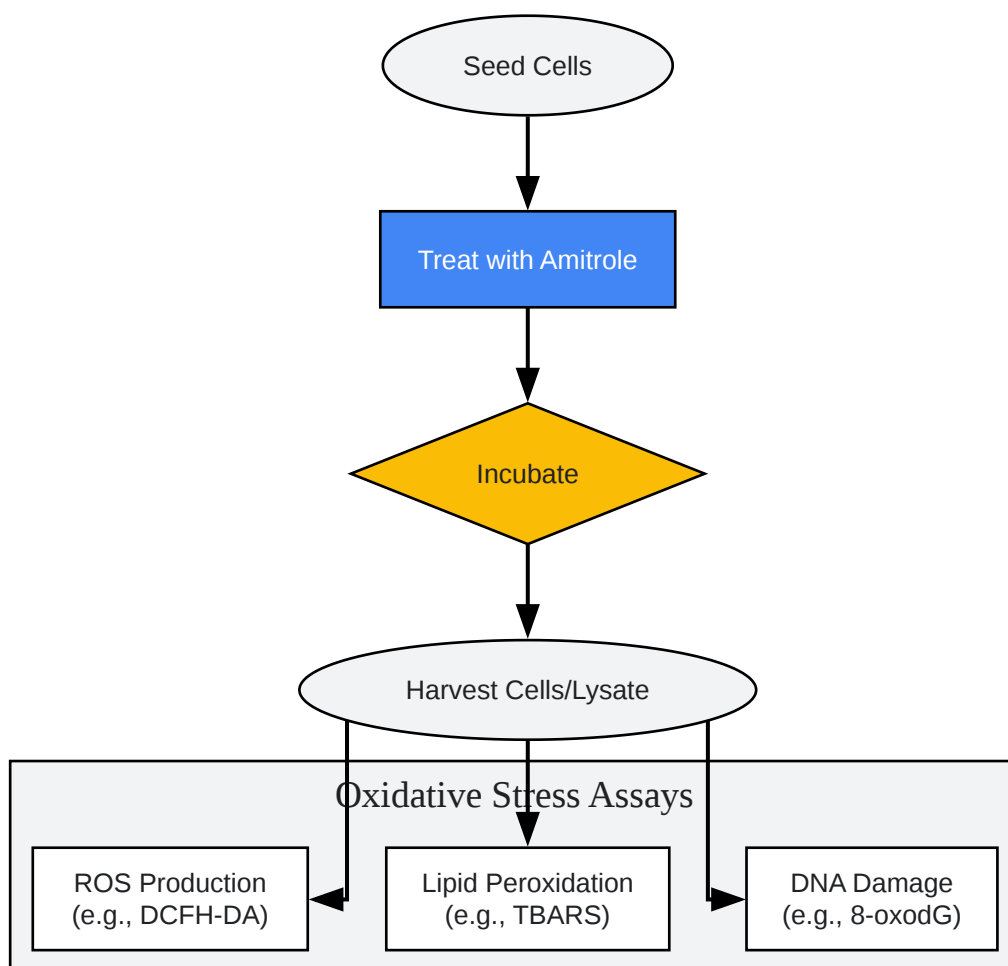 Seed Cells
Treat with Amitrole
Incubate
Harvest Cells/Lysate
Oxidative Stress Assays
ROS Production
(e.g., DCFH-DA)
Lipid Peroxidation
(e.g., TBARS)
DNA Damage
(e.g., 8-oxodG)